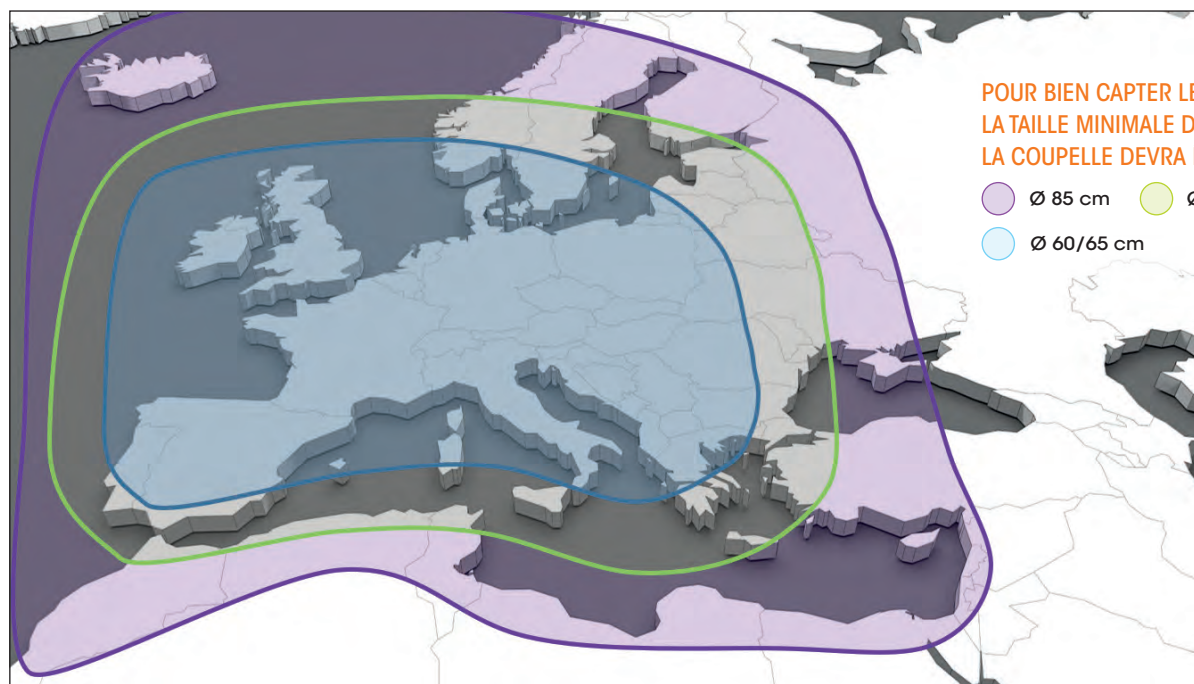 POUR BIEN CAPTER LE
LA TAILLE MINIMALE D
LA COUPELLE DEVRA
Ø 85 cm Ø
Ø 60/65 cm